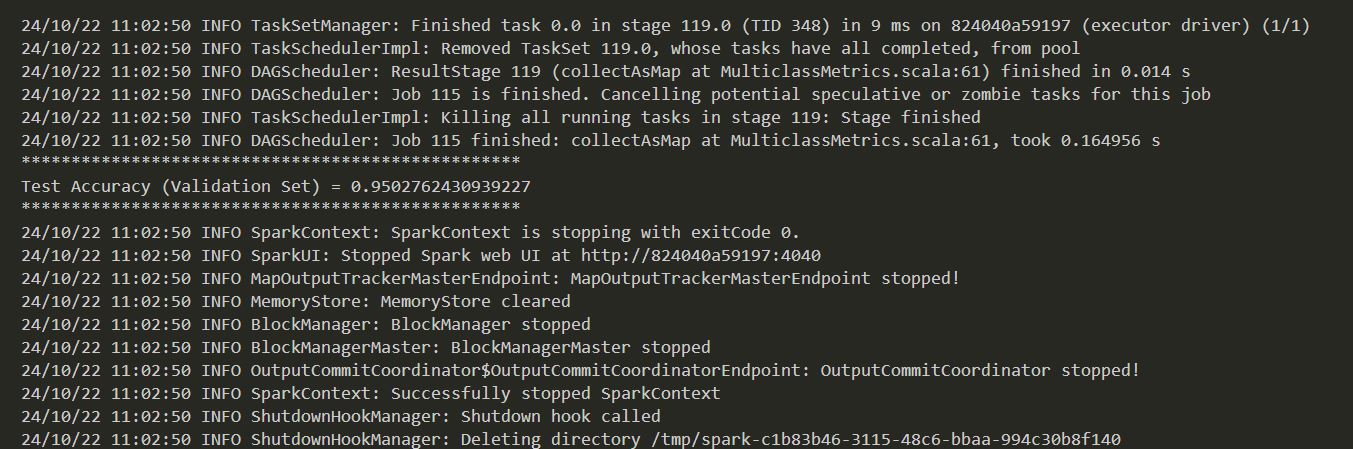 24/10/22 11:02:50 INFO TaskSetManager: Finished task 0.0 in stage 119.0 (TID 348) in 9 ms on 824040a59197 (executor driver) (1/1)
24/10/22 11:02:50 INFO TaskSchedulerImpl: Removed TaskSet 119.0, whose tasks have all completed, from pool
24/10/22 11:02:50 INFO DAGScheduler: ResultStage 119 (collectAsMap at MulticlassMetrics.scala:61) finished in 0.014 s
24/10/22 11:02:50 INFO DAGScheduler: Job 115 is finished. Cancelling potential speculative or zombie tasks for this job
24/10/22 11:02:50 INFO TaskSchedulerImpl: Killing all running tasks in stage 119: Stage finished
24/10/22 11:02:50 INFO DAGScheduler: Job 115 finished: collectAsMap at MulticlassMetrics.scala:61, took 0.164956 s
**************************************************
Test Accuracy (Validation Set) = 0.9502762430939227
**************************************************
24/10/22 11:02:50 INFO SparkContext: SparkContext is stopping with exitCode 0.
24/10/22 11:02:50 INFO SparkUI: Stopped Spark web UI at http://824040a59197:4040
24/10/22 11:02:50 INFO MapOutputTrackerMasterEndpoint: MapOutputTrackerMasterEndpoint stopped!
24/10/22 11:02:50 INFO MemoryStore: MemoryStore cleared
24/10/22 11:02:50 INFO BlockManager: BlockManager stopped
24/10/22 11:02:50 INFO BlockManagerMaster: BlockManagerMaster stopped
24/10/22 11:02:50 INFO OutputCommitCoordinator$OutputCommitCoordinatorEndpoint: OutputCommitCoordinator stopped!
24/10/22 11:02:50 INFO SparkContext: Successfully stopped SparkContext
24/10/22 11:02:50 INFO ShutdownHookManager: Shutdown hook called
24/10/22 11:02:50 INFO ShutdownHookManager: Deleting directory /tmp/spark-c1b83b46-3115-48c6-bbaa-994c30b8f140